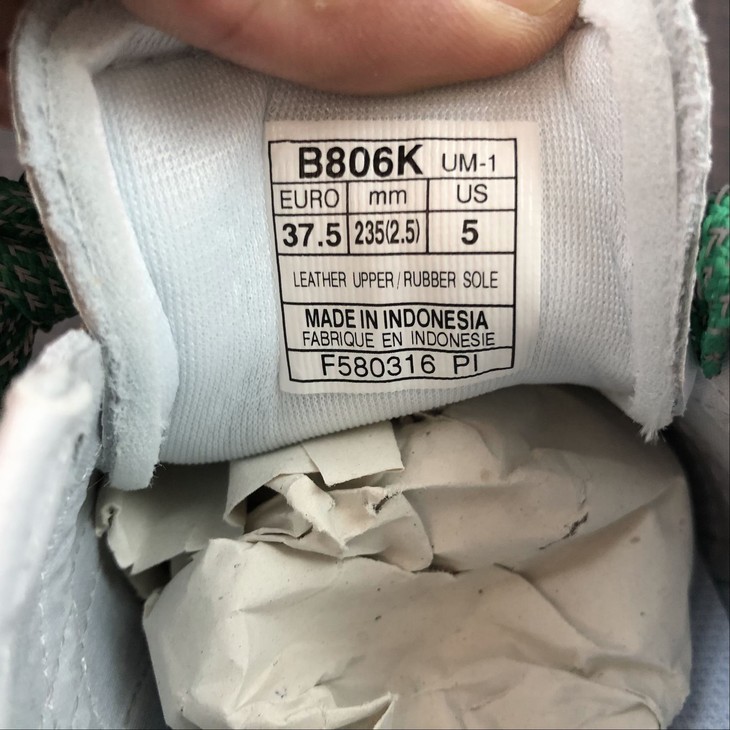 B806K UM-1
EURO mm US
37.5 235(2.5) 5
LEATHER UPPER/RUBBER SOLE
MADE IN INDONESIA
FABRIQUE EN INDONESIE
F580316 PI